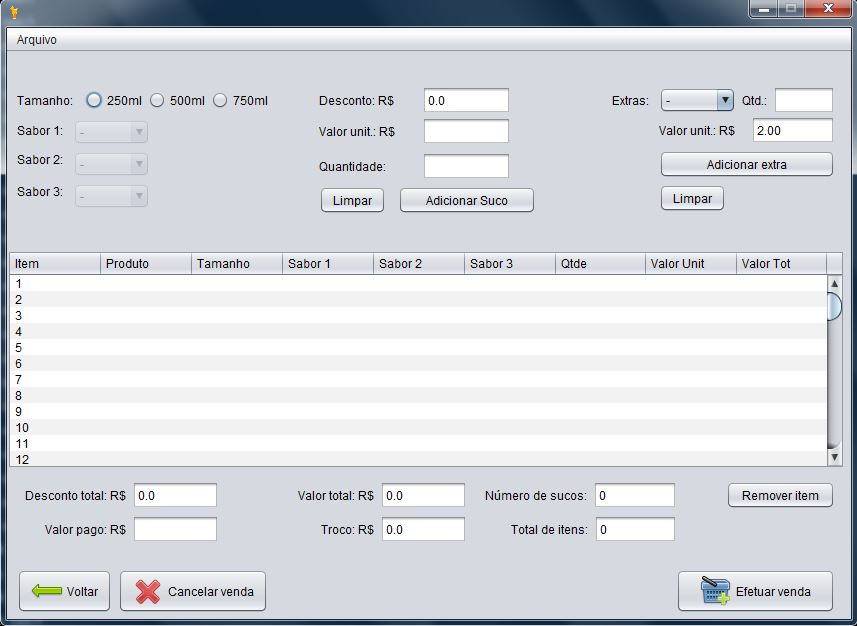 Arquivo
Tamanho: 250ml 500ml 750ml Desconto: R$ 0.0 Extras: - Qtd.:
Sabor 1: - Valor unit.: R$ Valor unit.: R$ 2.00
Sabor 2: - Quantidade: Adicionar extra
Sabor 3: - Limpar Adicionar Suco Limpar
Item Produto Tamanho Sabor 1 Sabor 2 Sabor 3 Qtde Valor Unit Valor Tot
1
2
3
4
5
6
7
8
9
10
11
12
Desconto total: R$ 0.0 Valor total: R$ 0.0 Número de sucos: 0 Remover item
Valor pago: R$ Troco: R$ 0.0 Total de itens: 0
Voltar Cancelar venda Efetuar venda